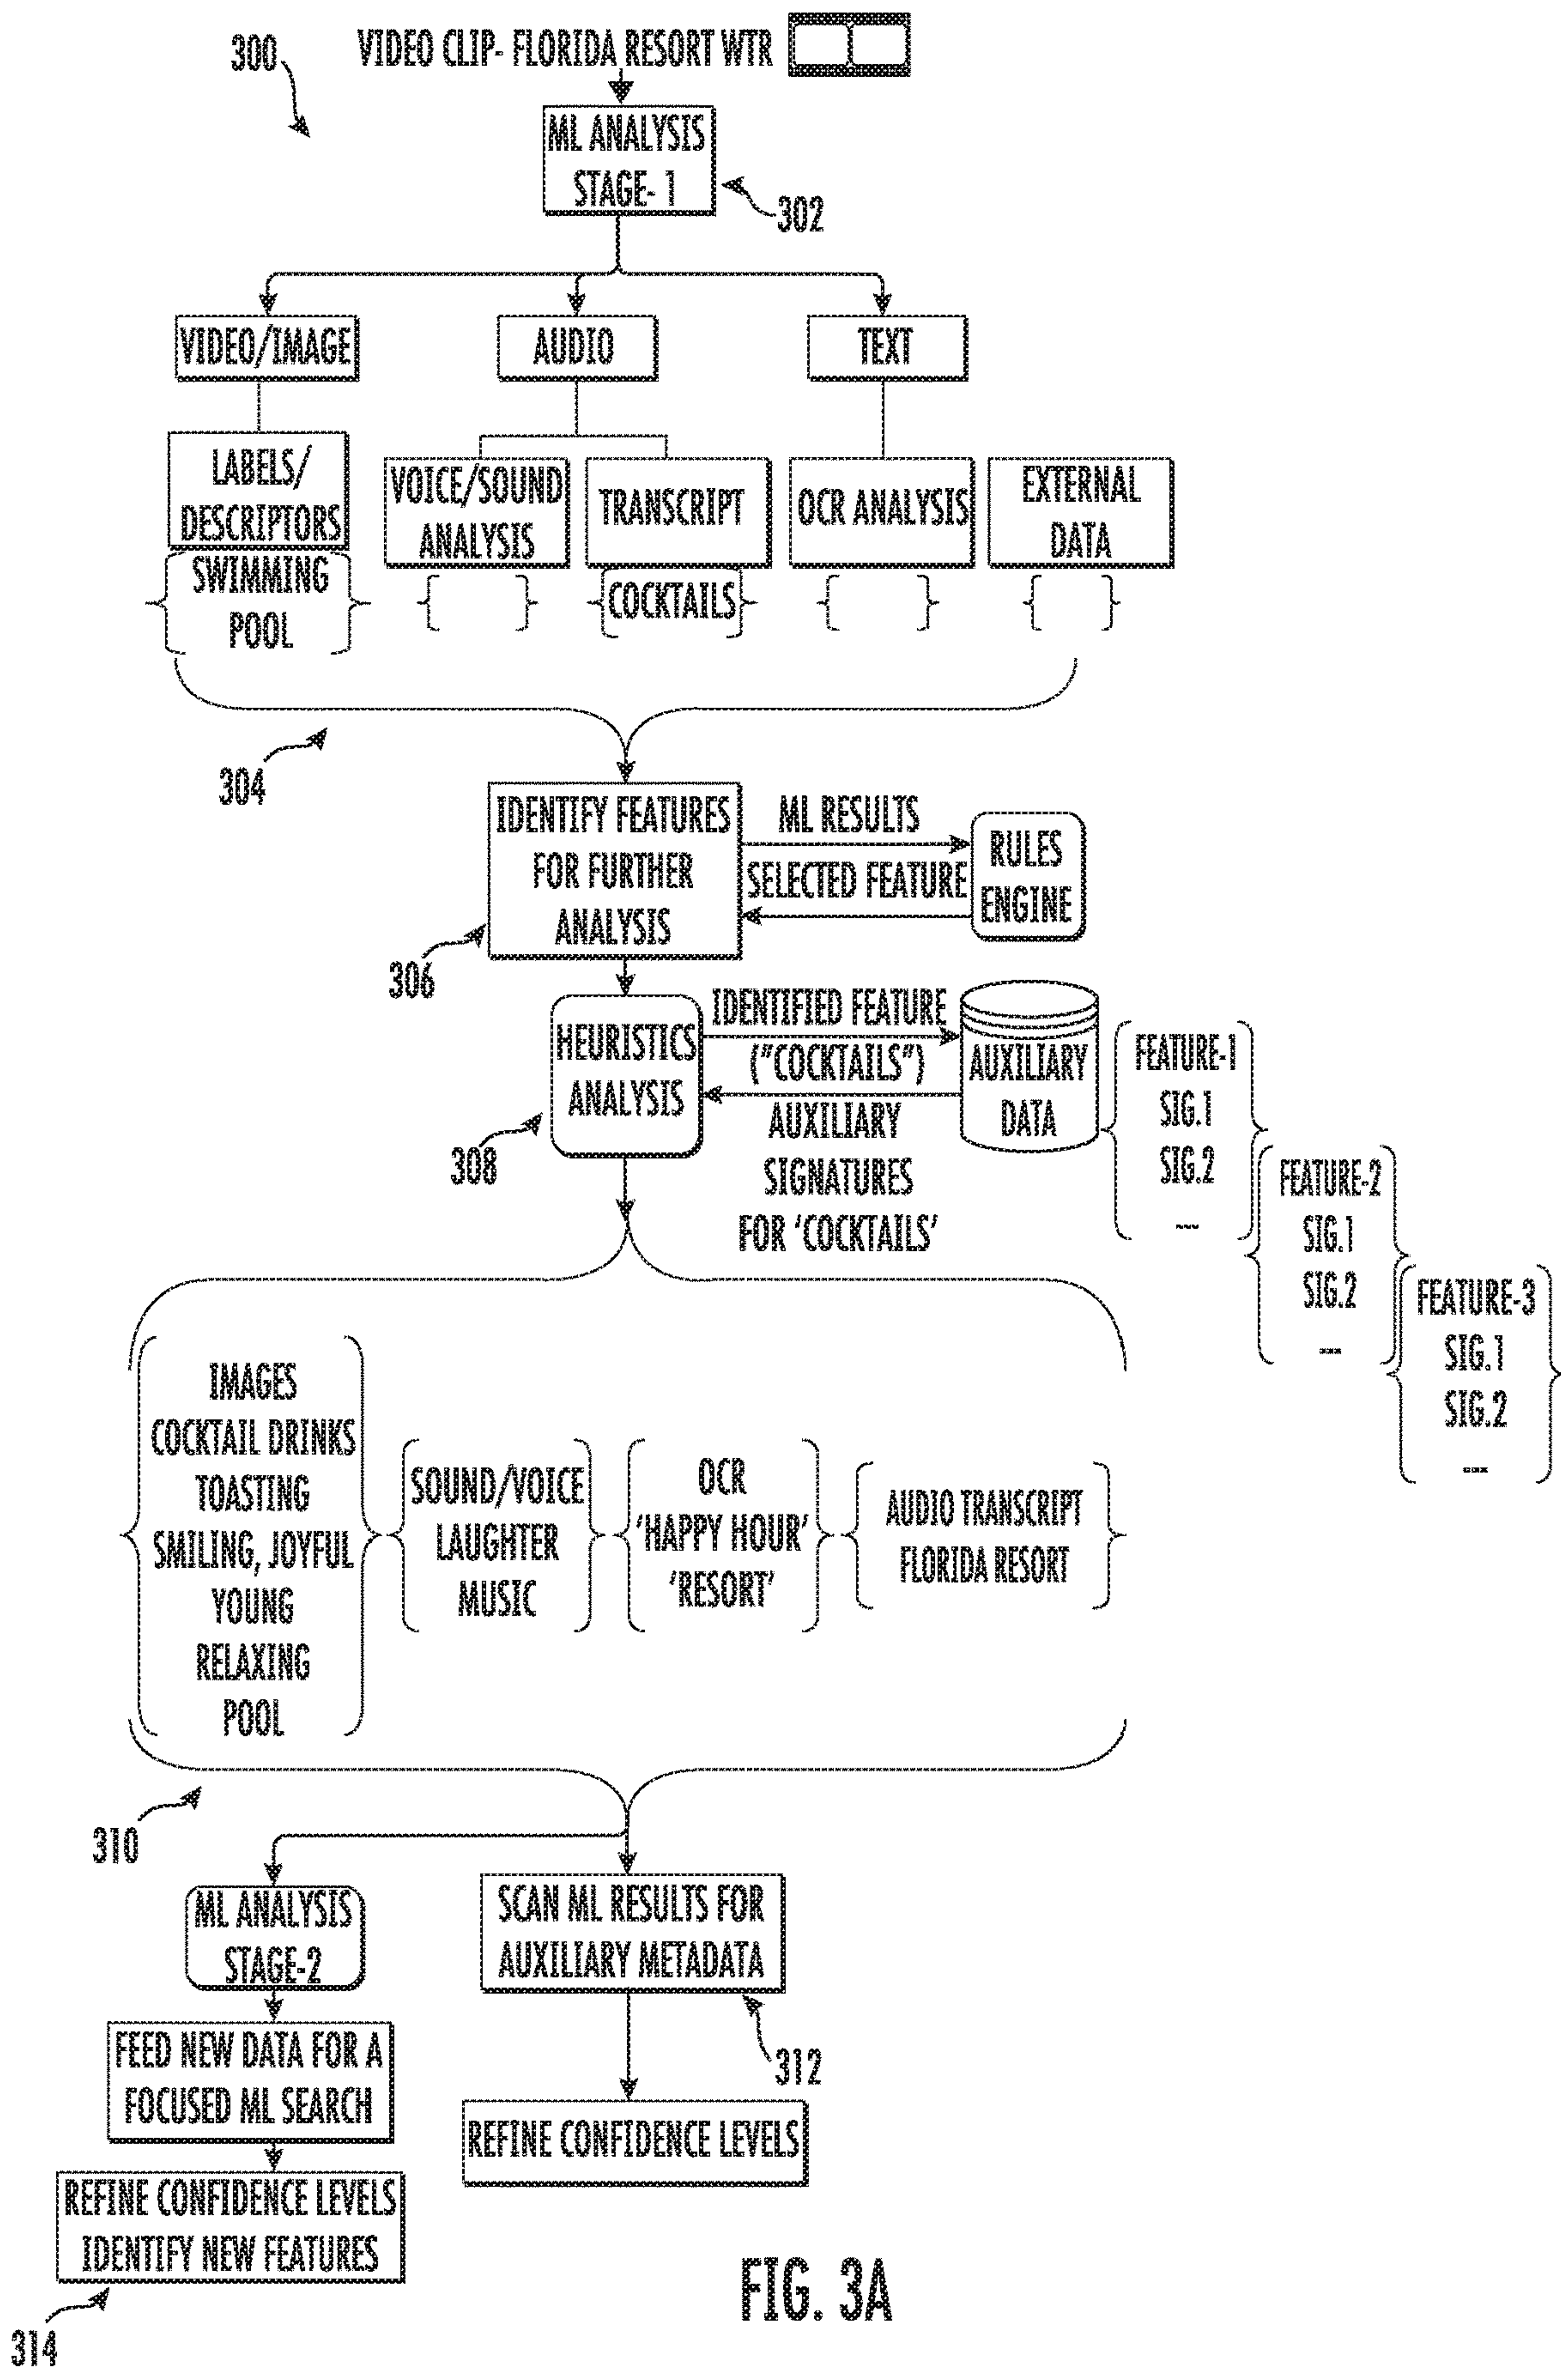 300
VIDEO CLIP- FLORIDA RESORT WTR
ML ANALYSIS
STAGE- 1
302
VIDEO/IMAGE
AUDIO
TEXT
LABELS/
DESCRIPTORS
VOICE/SOUND
ANALYSIS
TRANSCRIPT
OCR ANALYSIS
EXTERNAL
DATA
SWIMMING
POOL
COCKTAILS
304
IDENTIFY FEATURES
FOR FURTHER
ANALYSIS
ML RESULTS
SELECTED FEATURE
RULES
ENGINE
306
HEURISTICS
ANALYSIS
IDENTIFIED FEATURE
("COCKTAILS")
AUXILIARY
SIGNATURES
FOR 'COCKTAILS'
AUXILIARY
DATA
308
FEATURE-1
SIG.1
SIG.2
---
FEATURE-2
SIG.1
SIG.2
---
FEATURE-3
SIG.1
SIG.2
---
IMAGES
COCKTAIL DRINKS
TOASTING
SMILING, JOYFUL
YOUNG
RELAXING
POOL
SOUND/VOICE
LAUGHTER
MUSIC
OCR
'HAPPY HOUR'
'RESORT'
AUDIO TRANSCRIPT
FLORIDA RESORT
310
ML ANALYSIS
STAGE-2
SCAN ML RESULTS FOR
AUXILIARY METADATA
312
FEED NEW DATA FOR A
FOCUSED ML SEARCH
REFINE CONFIDENCE LEVELS
REFINE CONFIDENCE LEVELS
IDENTIFY NEW FEATURES
314
FIG. 3A